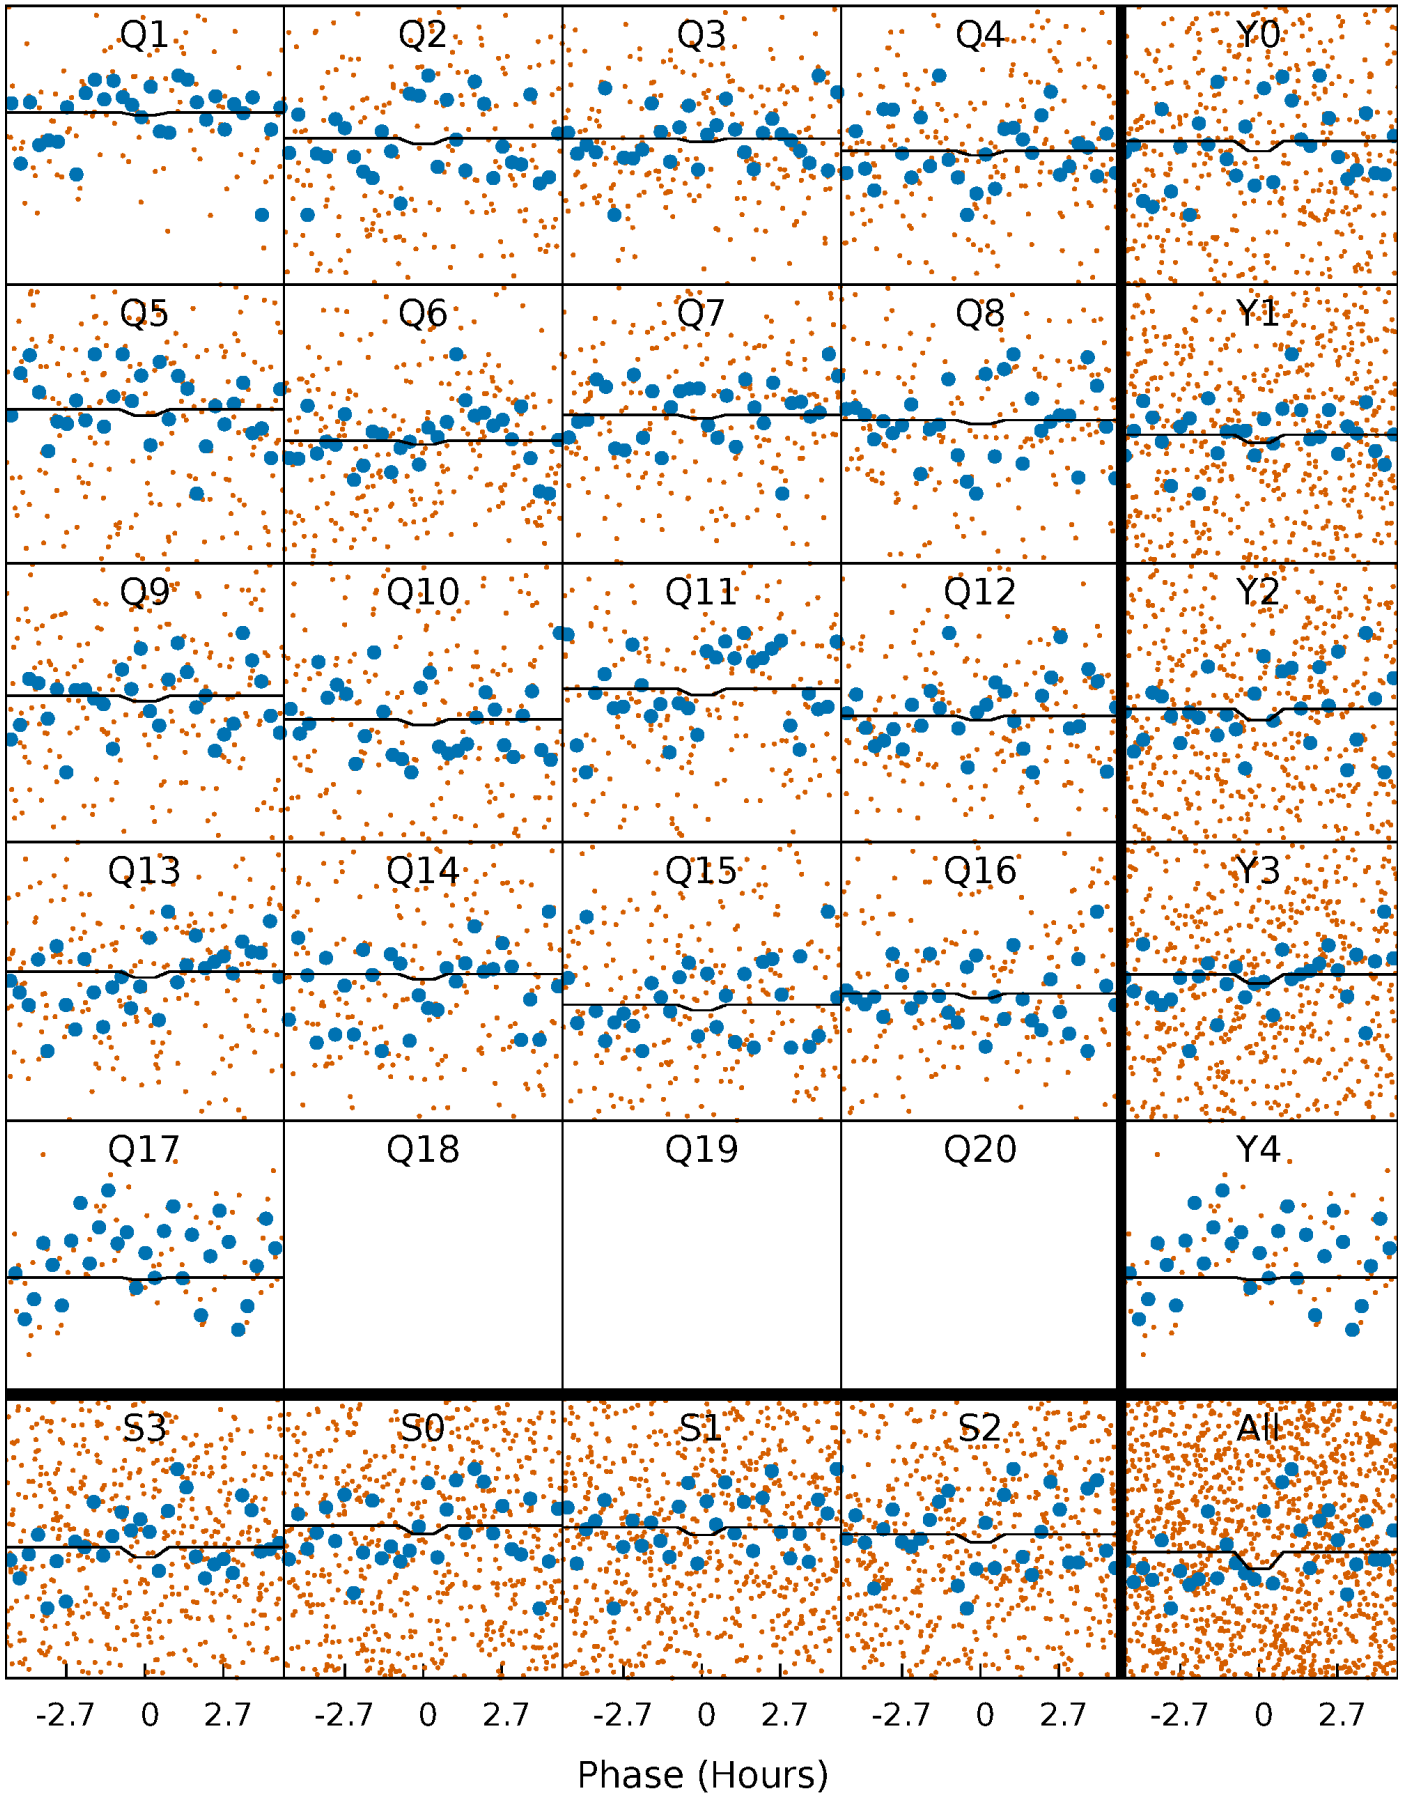 Q1 Q2 Q3 Q4 Y0
Q5 Q6 Q7 Q8 Y1
Q9 Q10 Q11 Q12 Y2
Q13 Q14 Q15 Q16 Y3
Q17 Q18 Q19 Q20 Y4
S3 S0 S1 S2 All
-2.7 0 2.7 -2.7 0 2.7 -2.7 0 2.7 -2.7 0 2.7 -2.7 0 2.7
Phase (Hours)